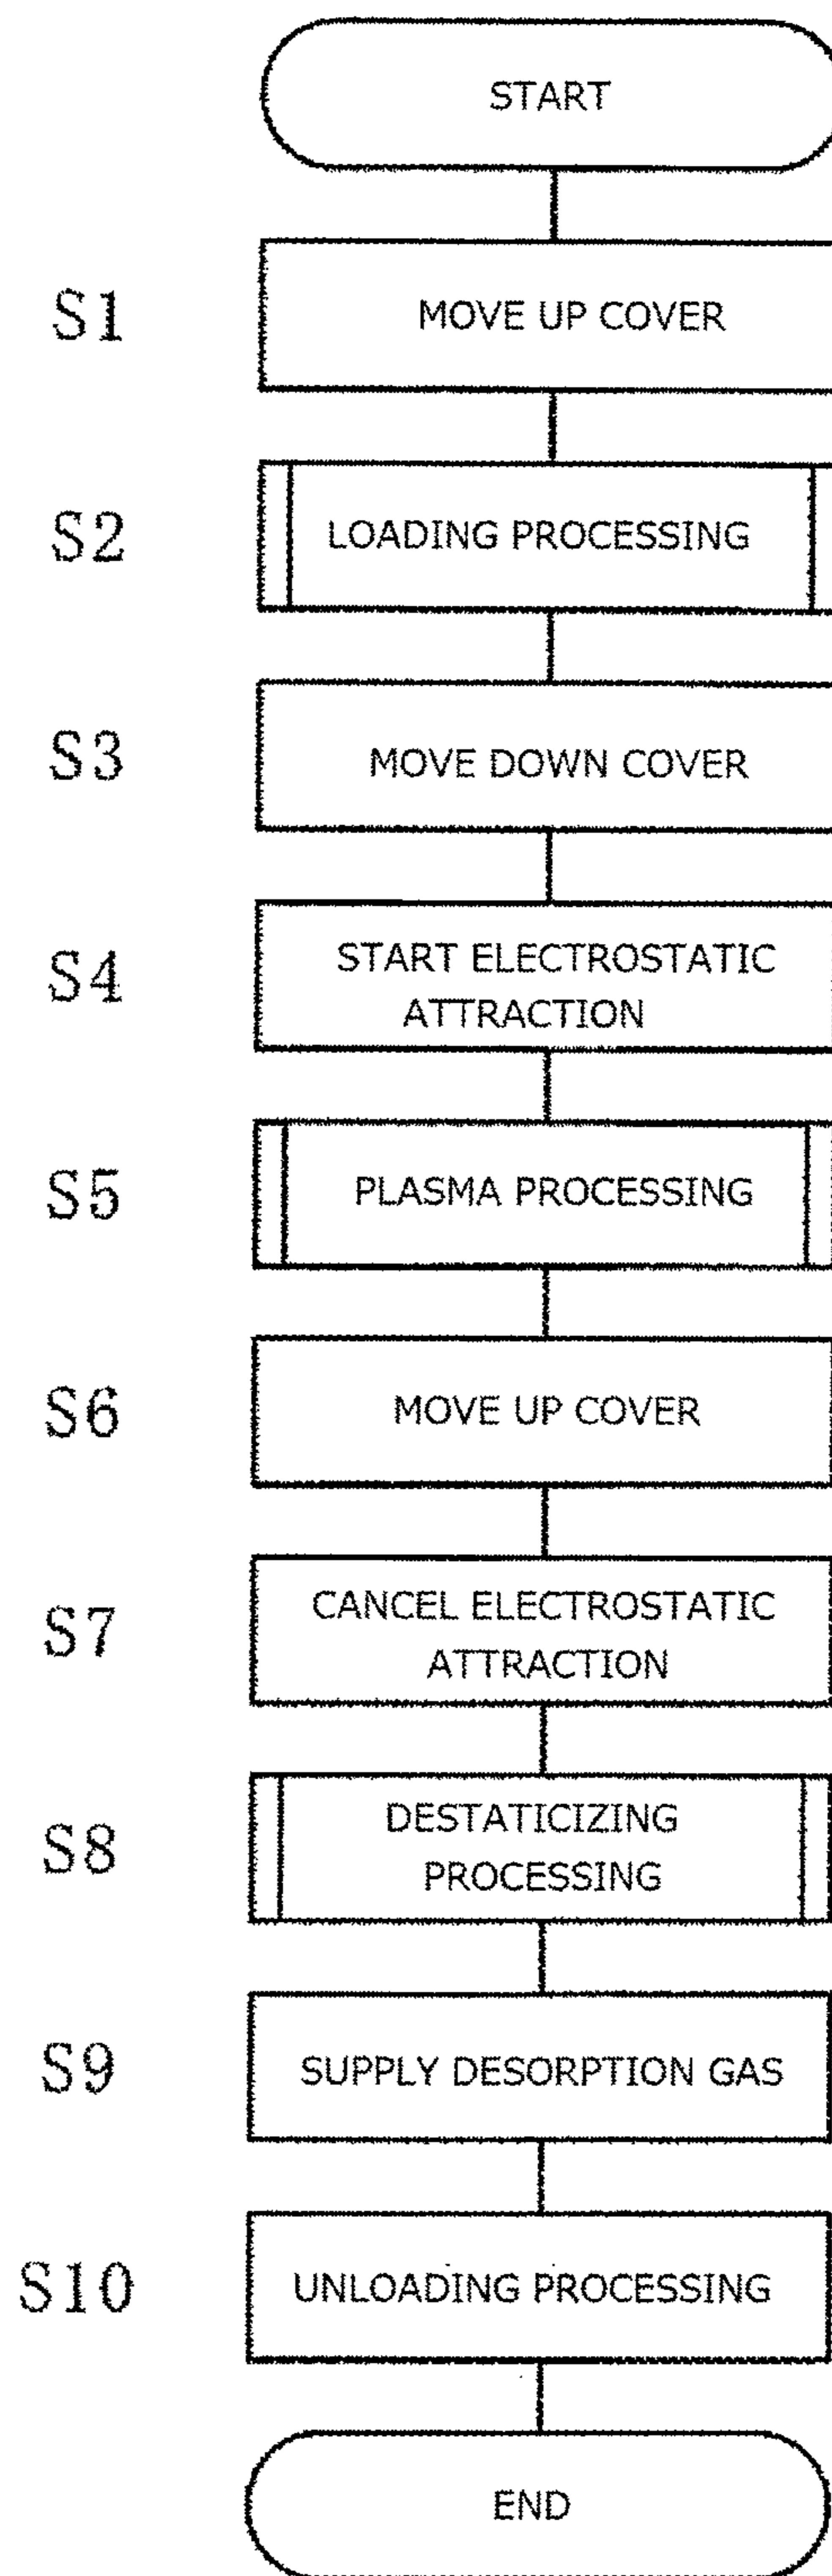 START
S1
MOVE UP COVER
S2
LOADING PROCESSING
S3
MOVE DOWN COVER
S4
START ELECTROSTATIC
ATTRACTION
S5
PLASMA PROCESSING
S6
MOVE UP COVER
S7
CANCEL ELECTROSTATIC
ATTRACTION
S8
DESTATICIZING
PROCESSING
S9
SUPPLY DESORPTION GAS
S10
UNLOADING PROCESSING
END